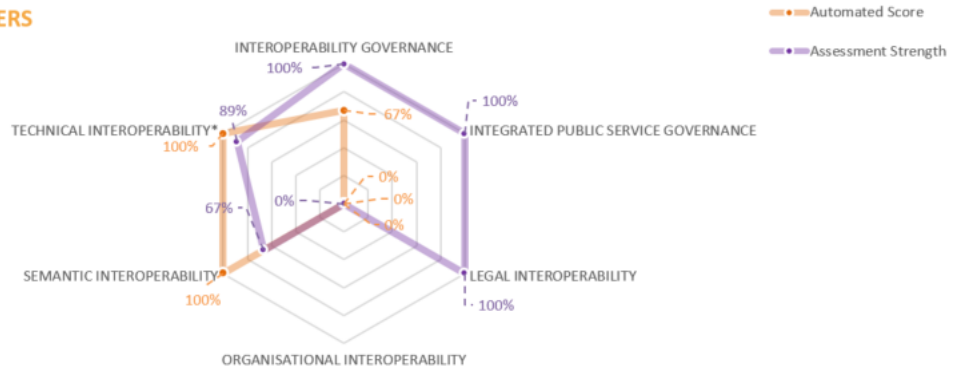 ERS
Automated Score
Assessment Strength
INTEROPERABILITY GOVERNANCE
100%
67%
100%
89%
TECHNICAL INTEROPERABILITY*
INTEGRATED PUBLIC SERVICE GOVERNANCE
100%
0%
0%
0%
67%
0%
SEMANTIC INTEROPERABILITY
LEGAL INTEROPERABILITY
100%
100%
ORGANISATIONAL INTEROPERABILITY